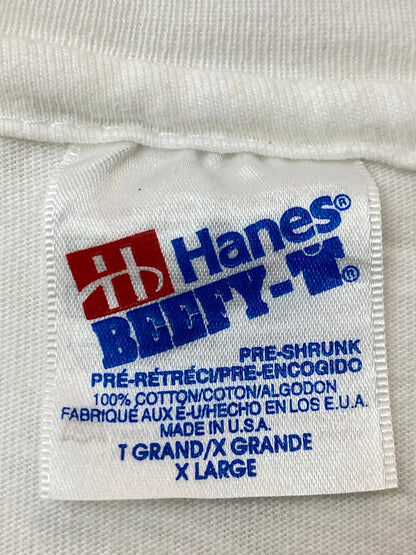 Hanes®
BEEFY-T®
PRE-SHRUNK
PRÉ-RÉTRÉCI/PRE-ENCOGIDO
100% COTTON/COTON/ALGODON
FABRIQUÉ AUX É-U/HECHO EN LOS E.U.A.
MADE IN U.S.A.
T GRAND/X GRANDE
X LARGE